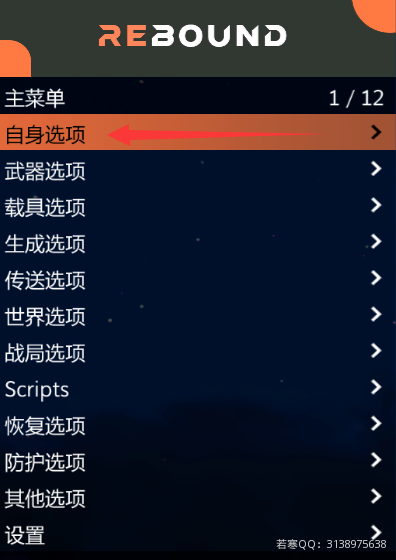 REBOUND
主菜单 1 / 12
自身选项
武器选项
载具选项
生成选项
传送选项
世界选项
战局选项
Scripts
恢复选项
防护选项
其他选项
设置
若寒QQ：3138975638